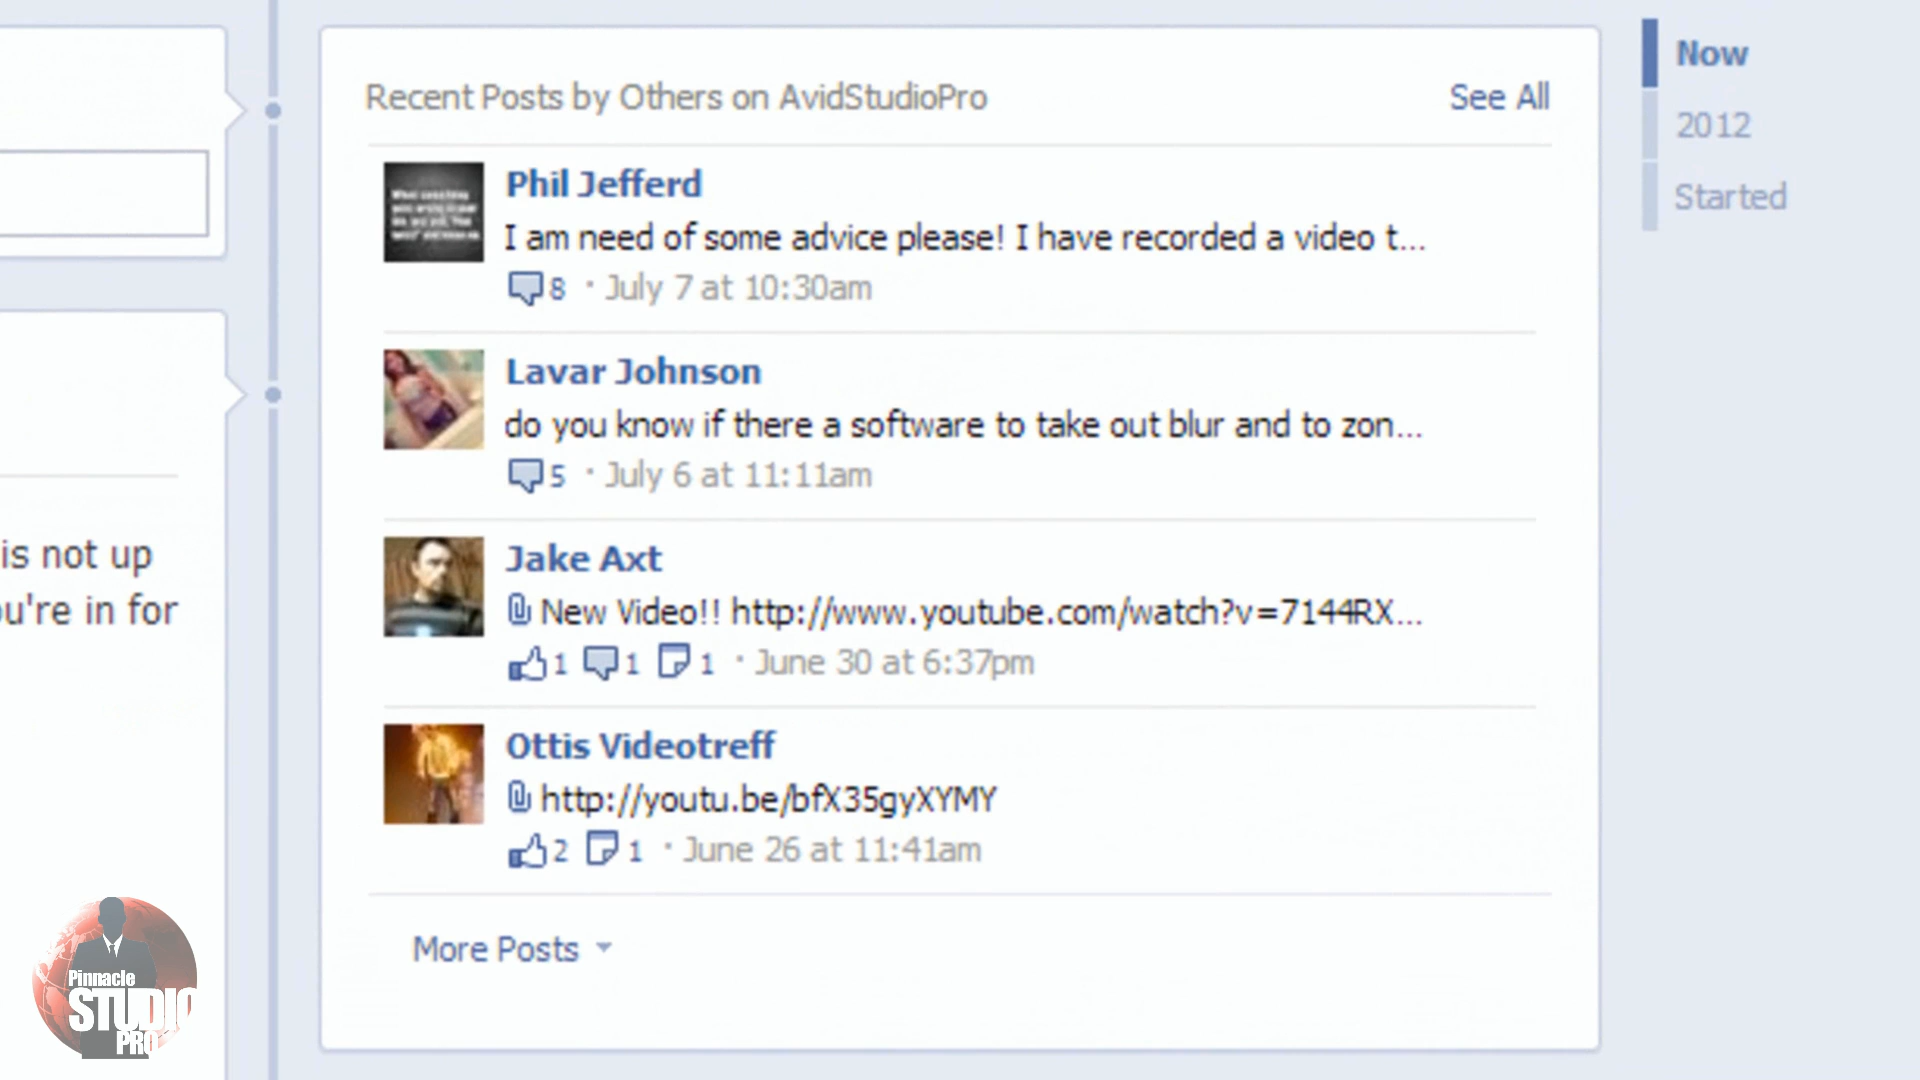 Recent Posts by Others on AvidStudioPro
See All
Phil Jefferd
I am need of some advice please! I have recorded a video t...
8 · July 7 at 10:30am
Lavar Johnson
do you know if there a software to take out blur and to zon...
5 · July 6 at 11:11am
Jake Axt
New Video!! http://www.youtube.com/watch?v=7144RX...
1 1 1 · June 30 at 6:37pm
Ottis Videotreff
http://youtu.be/bfX35gyXYMY
2 1 · June 26 at 11:41am
More Posts
Now
2012
Started
is not up
ou're in for
Pinnacle
STUDIO
PRO